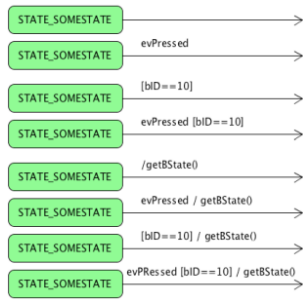 STATE_SOMESTATE
STATE_SOMESTATE evPressed
STATE_SOMESTATE [bID==10]
STATE_SOMESTATE evPressed [bID==10]
STATE_SOMESTATE /getBState()
STATE_SOMESTATE evPressed / getBState()
STATE_SOMESTATE [bID==10] / getBState()
STATE_SOMESTATE evPRessed [bID==10] / getBState()